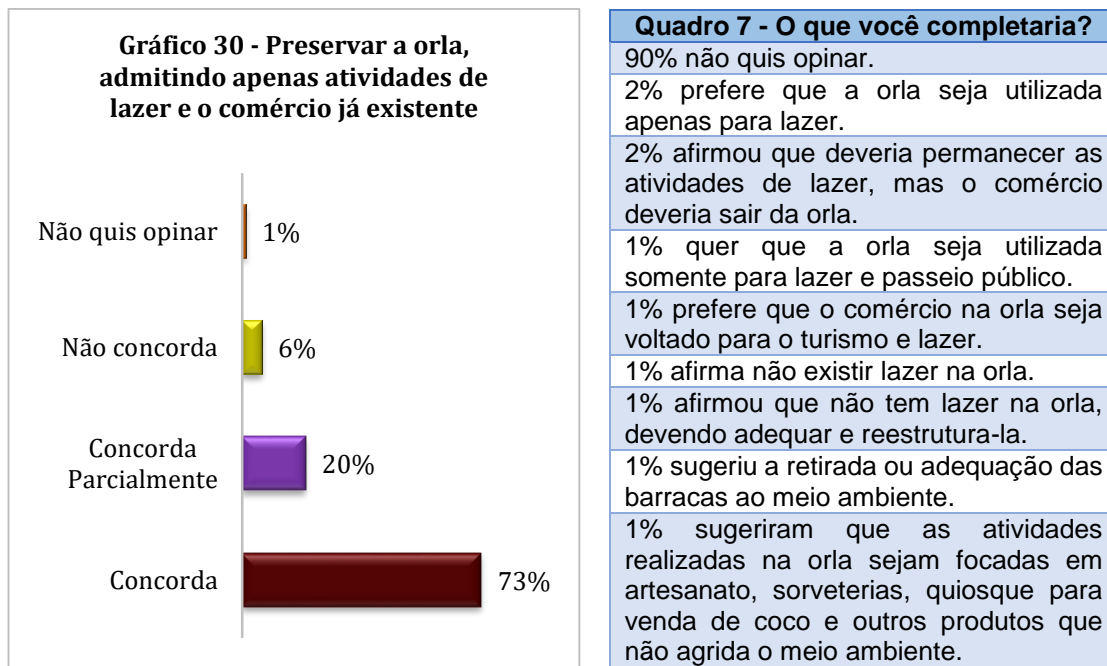 Gráfico 30 - Preservar a orla,
admitindo apenas atividades de
lazer e o comércio já existente
Não quis opinar
1%
Não concorda
6%
Concorda
Parcialmente
20%
Concorda
73%
Quadro 7 - O que você completaria?
90% não quis opinar.
2% prefere que a orla seja utilizada
apenas para lazer.
2% afirmou que deveria permanecer as
atividades de lazer, mas o comércio
deveria sair da orla.
1% quer que a orla seja utilizada
somente para lazer e passeio público.
1% prefere que o comércio na orla seja
voltado para o turismo e lazer.
1% afirma não existir lazer na orla.
1% afirmou que não tem lazer na orla,
devendo adequar e reestrutura-la.
1% sugeriu a retirada ou adequação das
barracas ao meio ambiente.
1% sugeriram que as atividades
realizadas na orla sejam focadas em
artesanato, sorveterias, quiosque para
venda de coco e outros produtos que
não agrida o meio ambiente.